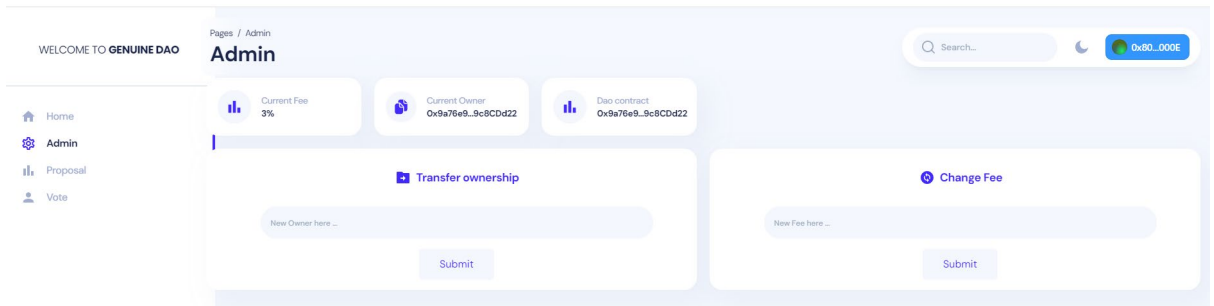 WELCOME TO GENUINE DAO
Home
Admin
Proposal
Vote
Pages / Admin
Admin
Search...
0x80...000E
Current Fee
3%
Current Owner
0x9a76e9...9c8CDd22
Dao contract
0x9a76e9...9c8CDd22
Transfer ownership
New Owner here ...
Submit
Change Fee
New Fee here ...
Submit